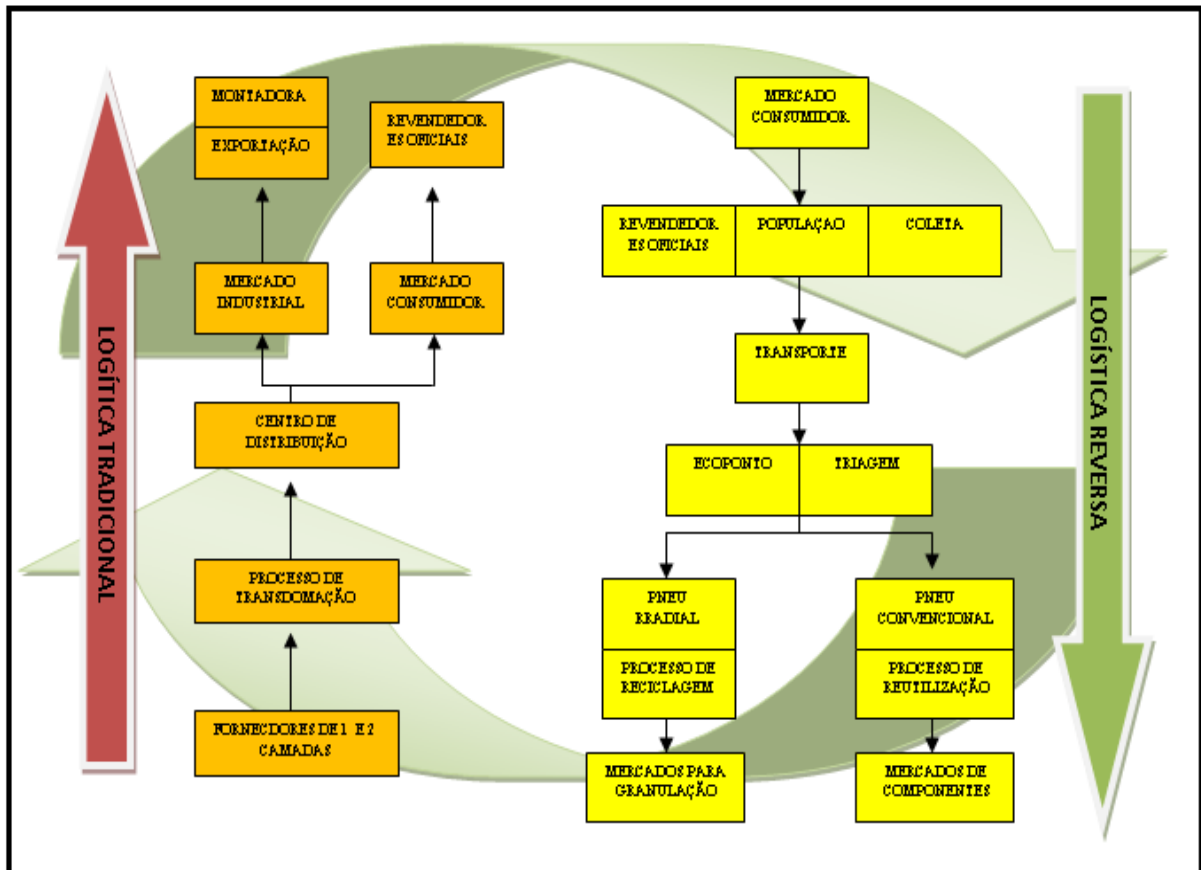 MONTADORA
EXPORTAÇÃO
REVENDEDOR
ES OFICIAIS
MERCADO
INDUSTRIAL
MERCADO
CONSUMIDOR
CENTRO DE
DISTRIBUIÇÃO
PROCESSO DE
TRANSDOMAÇÃO
FORNECDORES DE 1 E 2
CAMADAS
LOGÍTICA TRADICIONAL
MERCADO
CONSUMIDOR
REVENDEDOR
ES OFICIAIS
POPULAÇAO
COLETA
TRANSPORTE
ECOPONTO
TRIAGEM
PNEU
RRADIAL
PROCESSO DE
RECICLAGEM
MERCADOS PARA
GRANULAÇÃO
PNEU
CONVENCIONAL
PROCESSO DE
REUTILIZAÇÃO
MERCADOS DE
COMPONENTES
LOGÍSTICA REVERSA